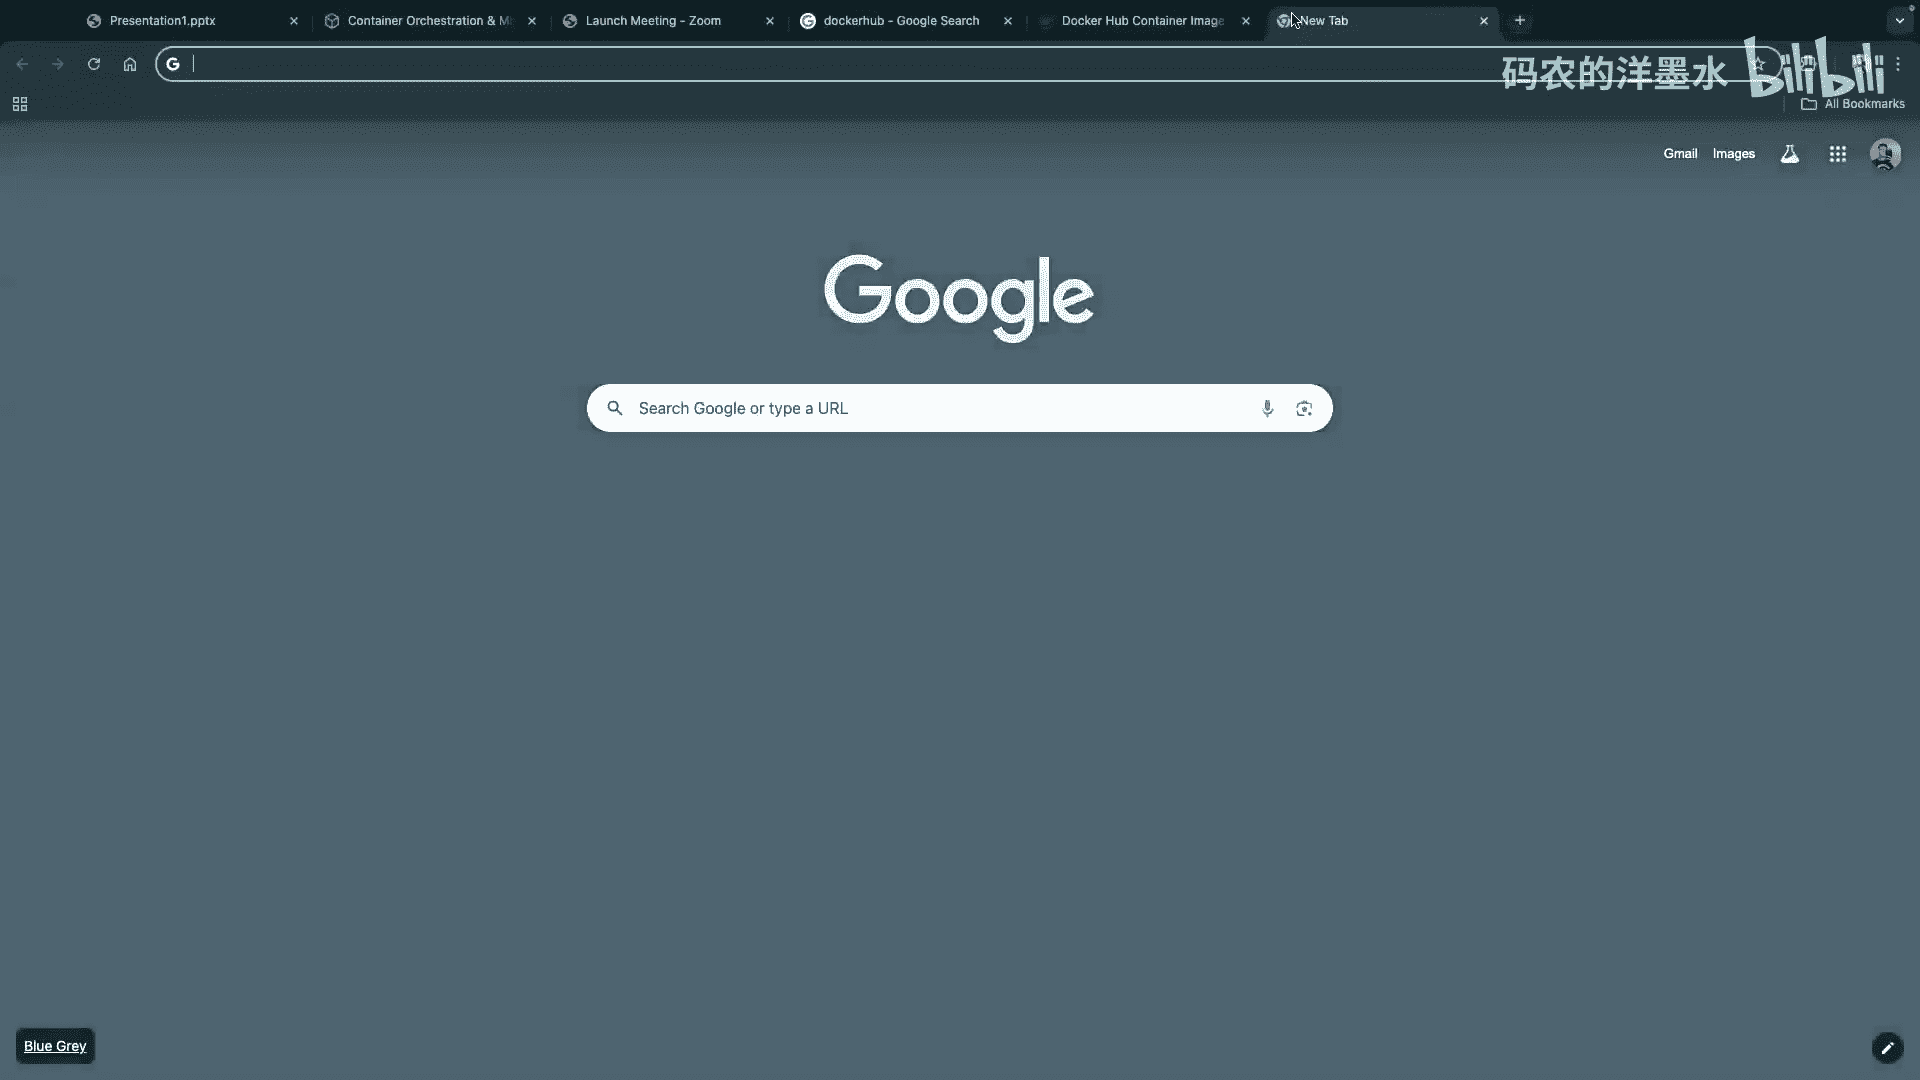 Presentation1.pptx
Container Orchestration & M
Launch Meeting - Zoom
dockerhub - Google Search
Docker Hub Container Image
New Tab
码农的洋墨水 bilibili
All Bookmarks
Gmail
Images
Google
Search Google or type a URL
Blue Grey